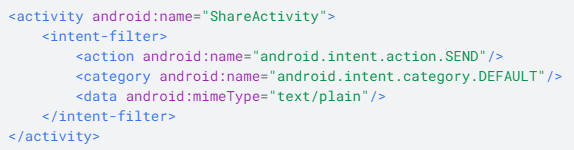 <activity android:name="ShareActivity">
    <intent-filter>
        <action android:name="android.intent.action.SEND"/>
        <category android:name="android.intent.category.DEFAULT"/>
        <data android:mimeType="text/plain"/>
    </intent-filter>
</activity>